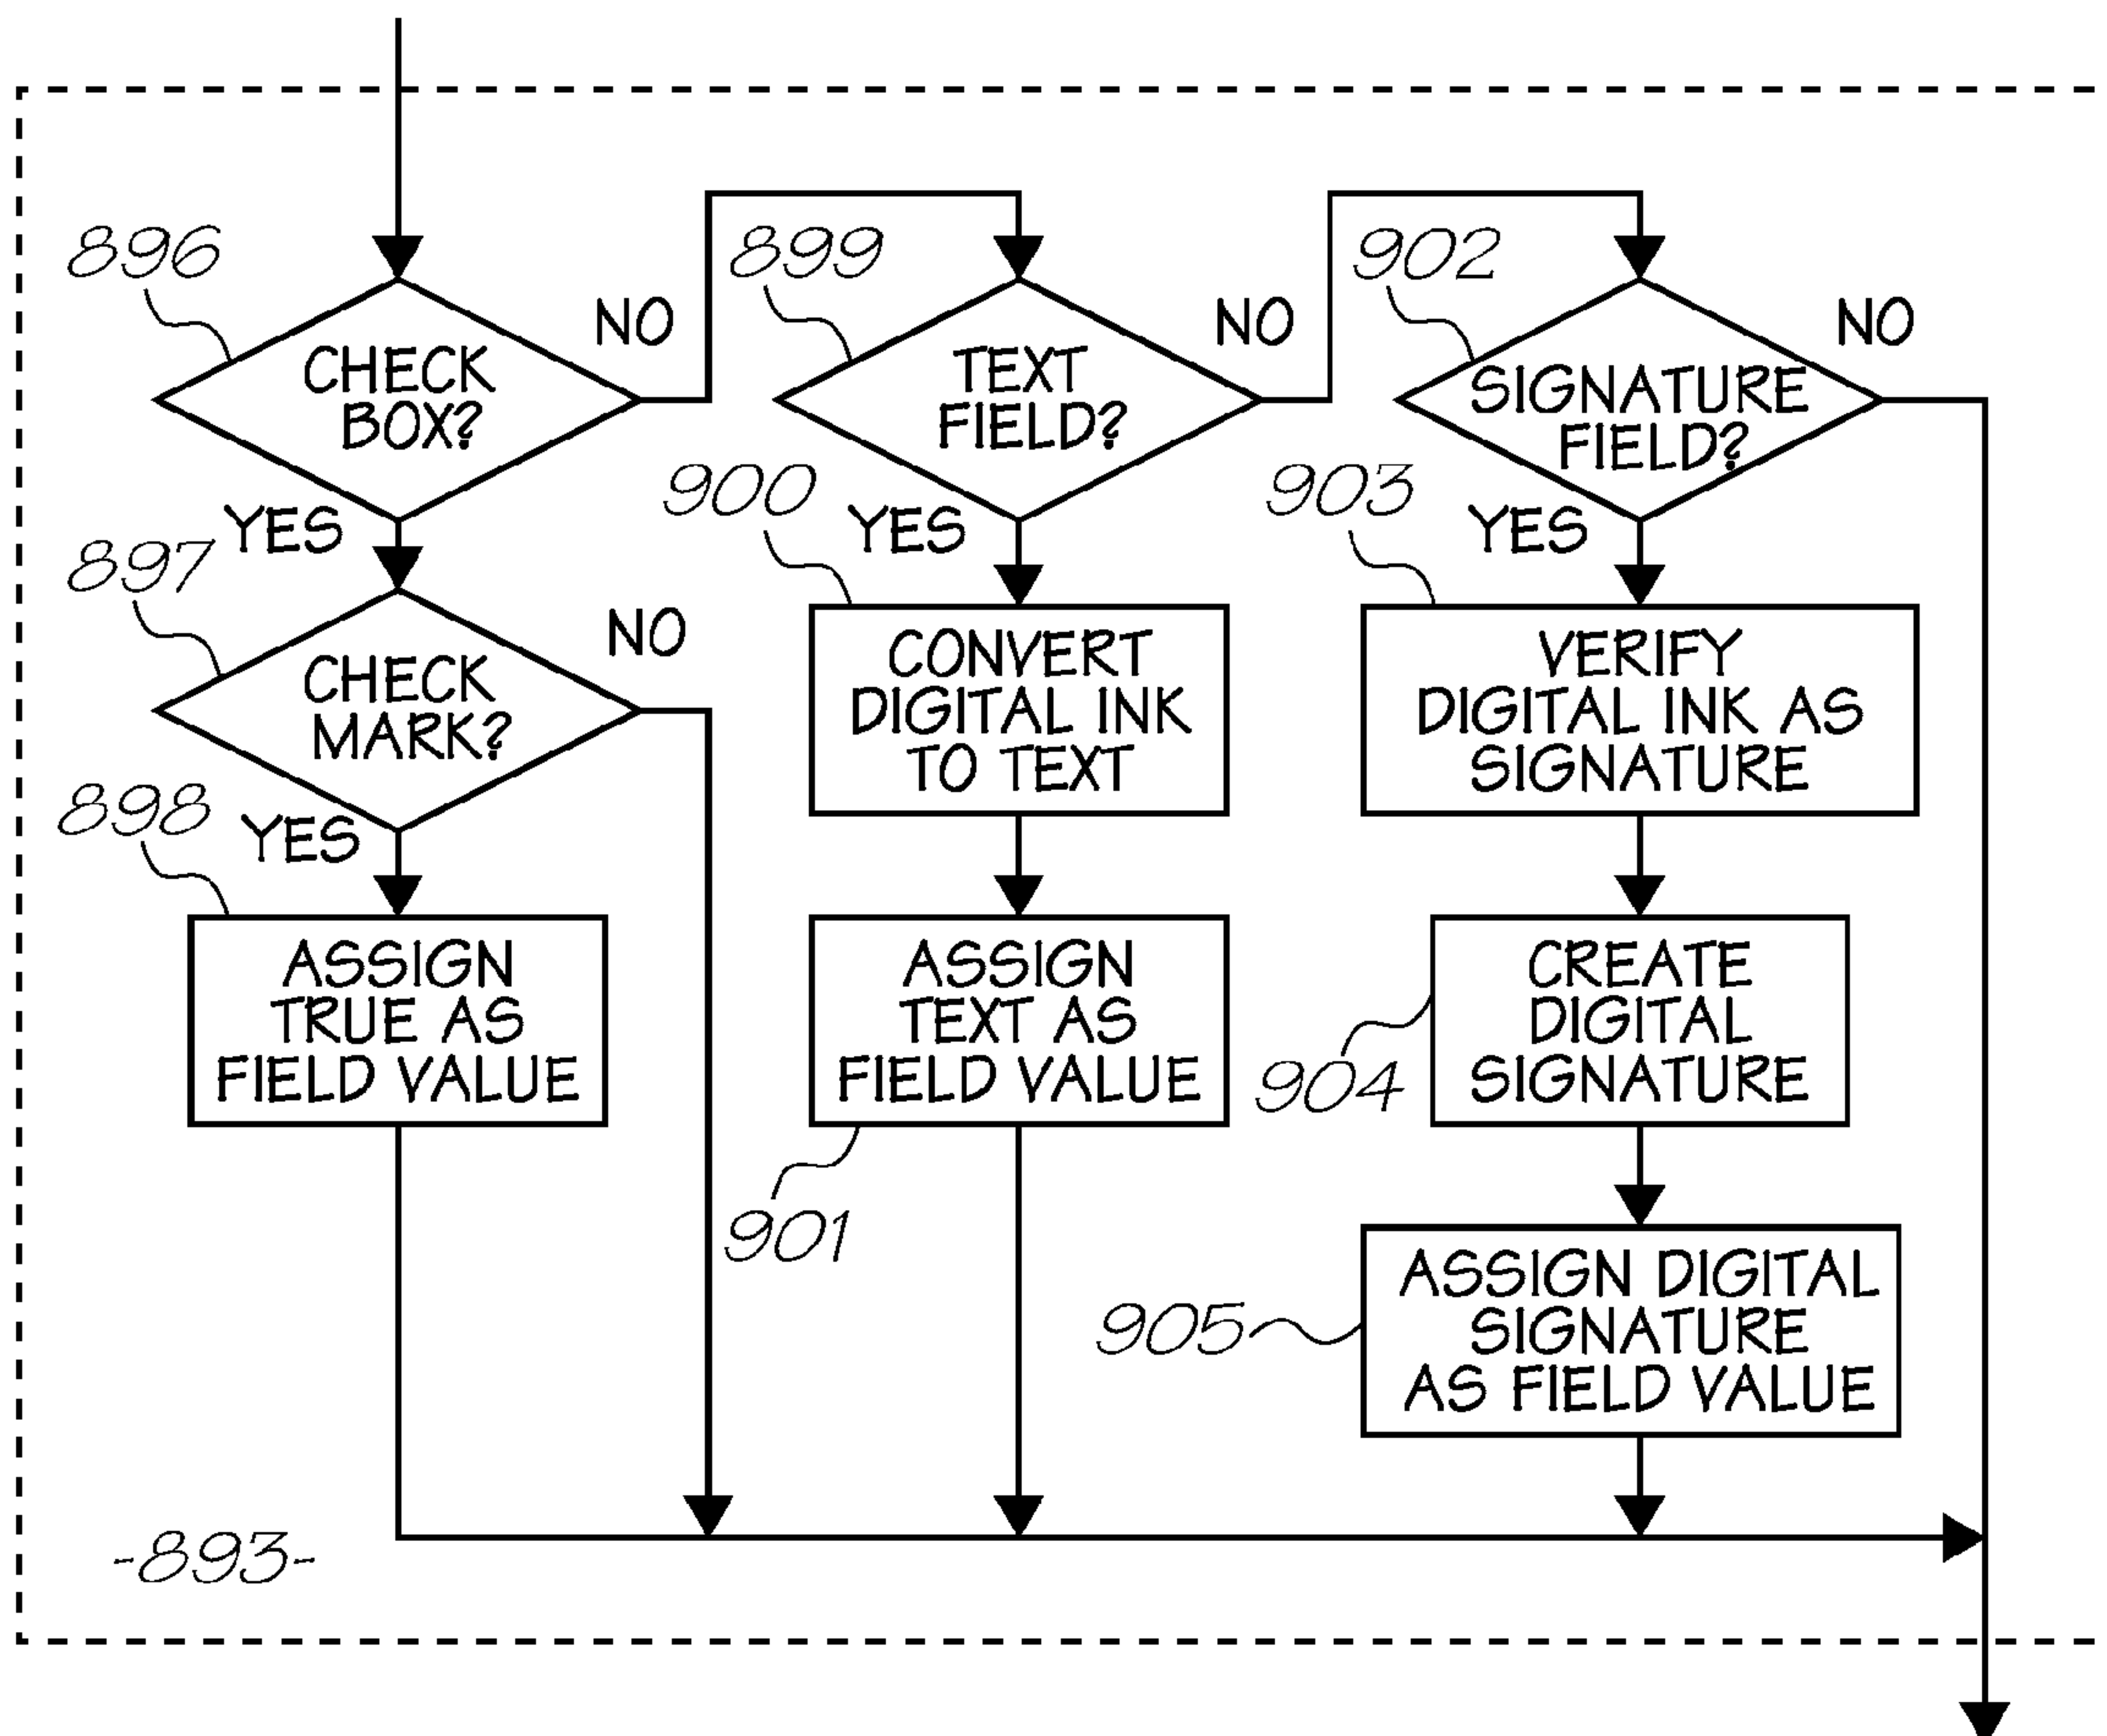 896
CHECK
BOX?
NO
YES
897
CHECK
MARK?
NO
YES
898
ASSIGN
TRUE AS
FIELD VALUE
899
TEXT
FIELD?
NO
YES
900
CONVERT
DIGITAL INK
TO TEXT
ASSIGN
TEXT AS
FIELD VALUE
901
902
SIGNATURE
FIELD?
NO
YES
903
VERIFY
DIGITAL INK AS
SIGNATURE
CREATE
DIGITAL
SIGNATURE
904
ASSIGN DIGITAL
SIGNATURE
AS FIELD VALUE
905
-893-